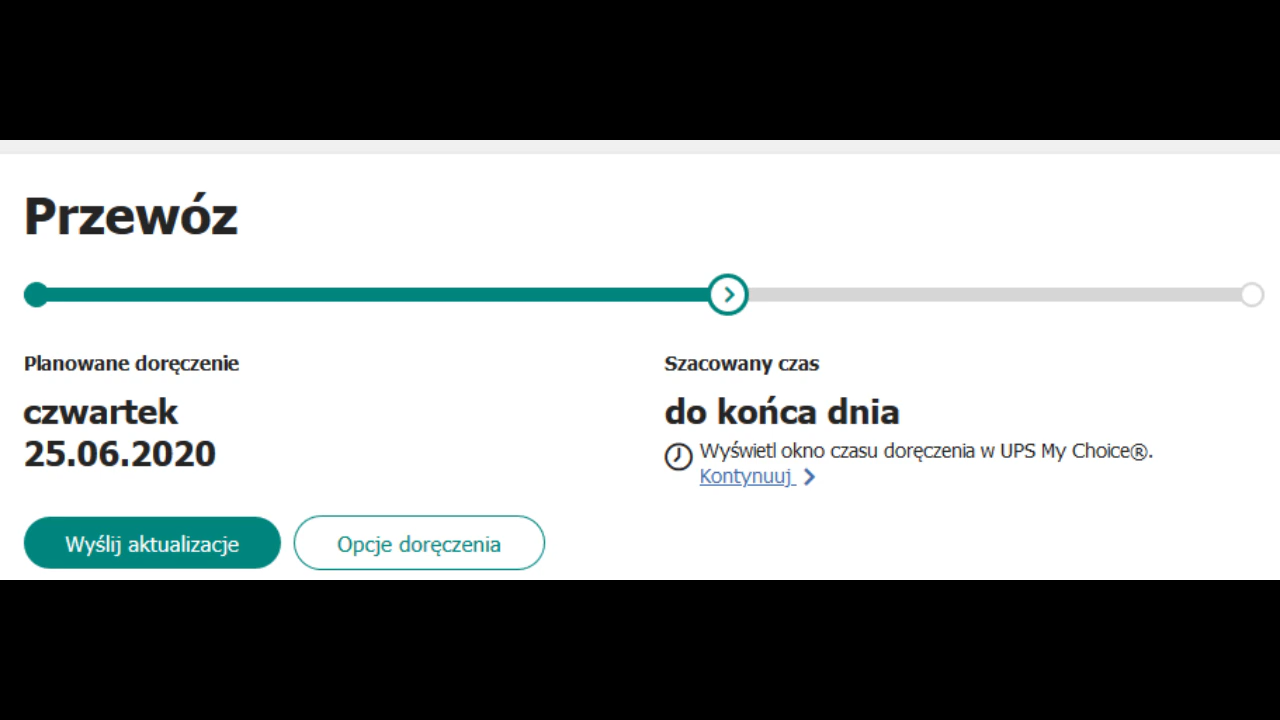 Przewóz
Planowane doręczenie
czwartek
25.06.2020
Szacowany czas
do końca dnia
Wyświetl okno czasu doręczenia w UPS My Choice®.
Kontynuuj
Wyślij aktualizacje
Opcje doręczenia